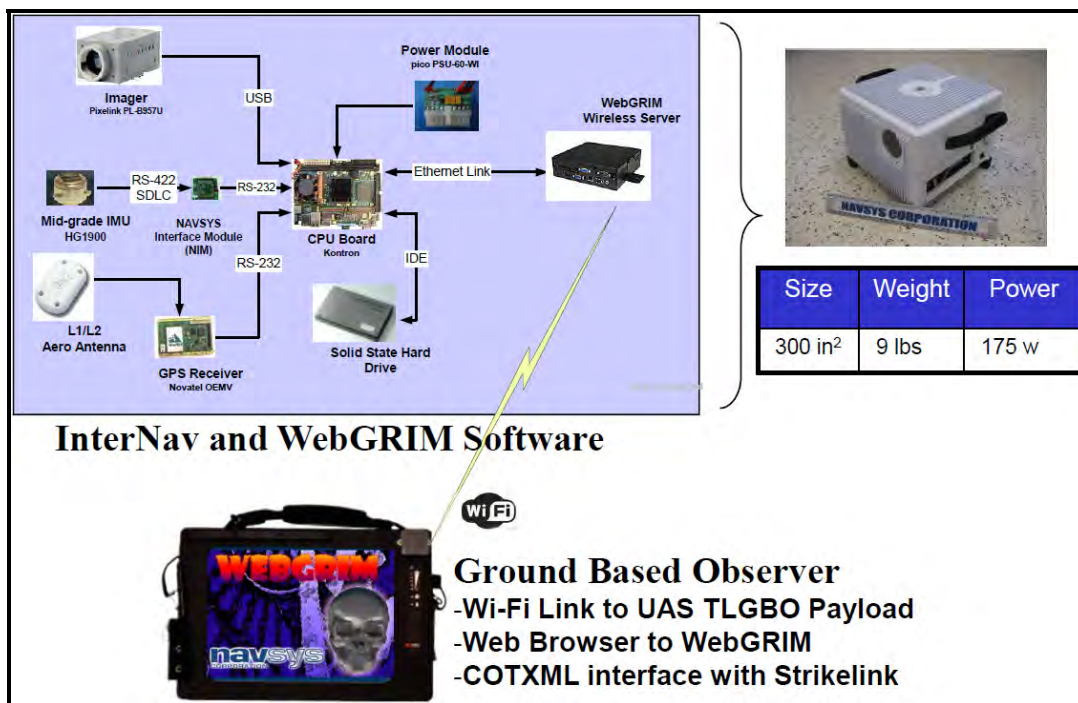 Imager
Pixelink PL-B957U
USB
Power Module
pico PSU-60-WI
WebGRIM
Wireless Server
Ethernet Link
RS-422
SDLC
RS-232
Mid-grade IMU
HG1900
NAVSYS
Interface Module
(NIM)
CPU Board
Kontron
RS-232
IDE
L1/L2
Aero Antenna
GPS Receiver
Novatel OEMV
Solid State Hard
Drive
NAVSYS CORPORATION
Size Weight Power
300 in² 9 lbs 175 W
InterNav and WebGRIM Software
WiFi
WEBGRIM
navsys
CORPORATION
Ground Based Observer
-Wi-Fi Link to UAS TLGBO Payload
-Web Browser to WebGRIM
-COTXML interface with Strikelink